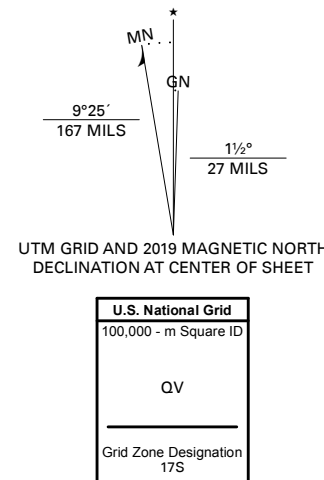 ★
MN
GN
9°25´
167 MILS
1½°
27 MILS
UTM GRID AND 2019 MAGNETIC NORTH
DECLINATION AT CENTER OF SHEET
U.S. National Grid
100,000 - m Square ID
QV
Grid Zone Designation
17S